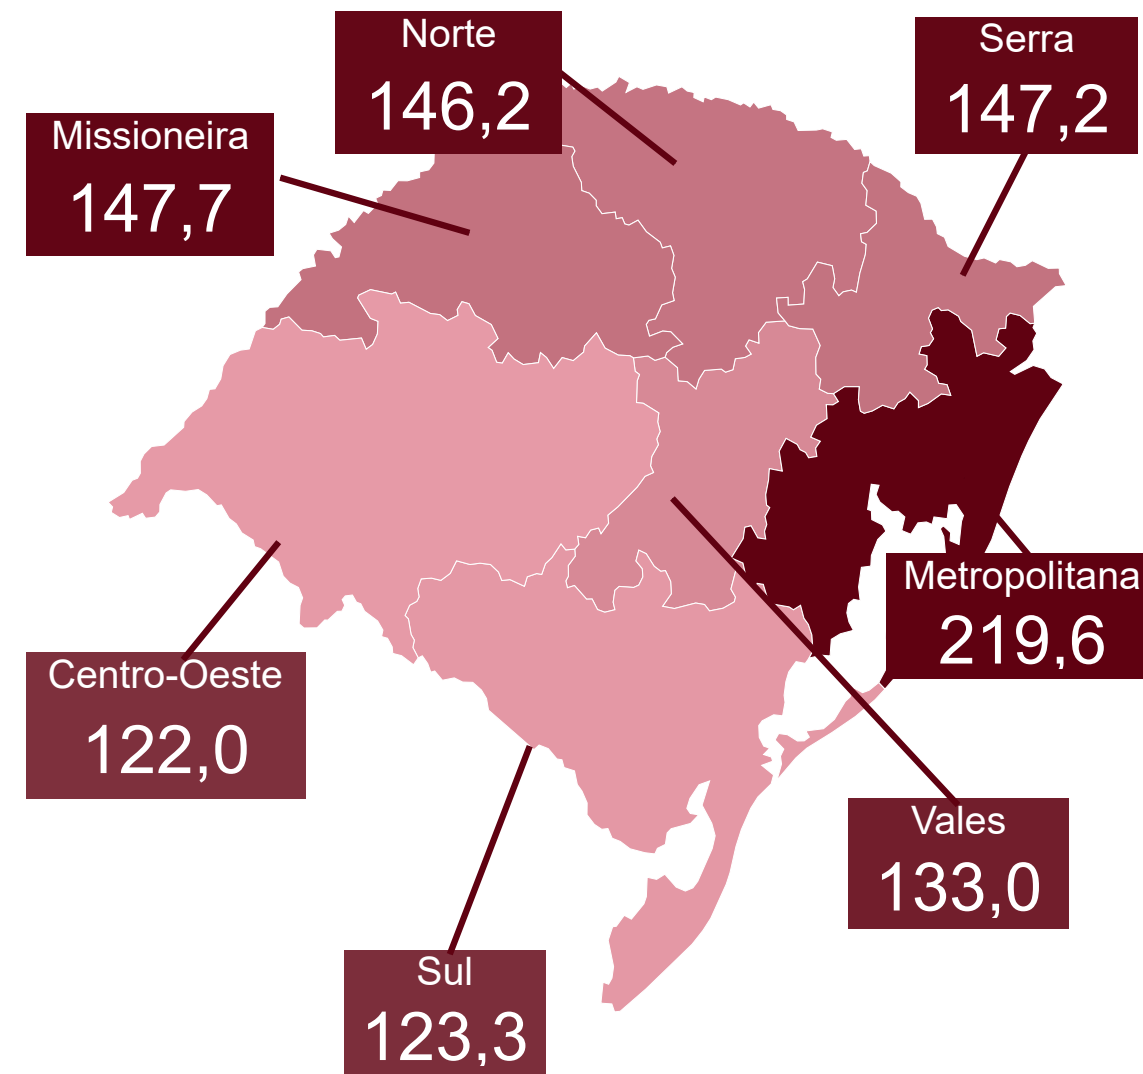 Norte
146,2
Serra
147,2
Missioneira
147,7
Metropolitana
219,6
Centro-Oeste
122,0
Vales
133,0
Sul
123,3